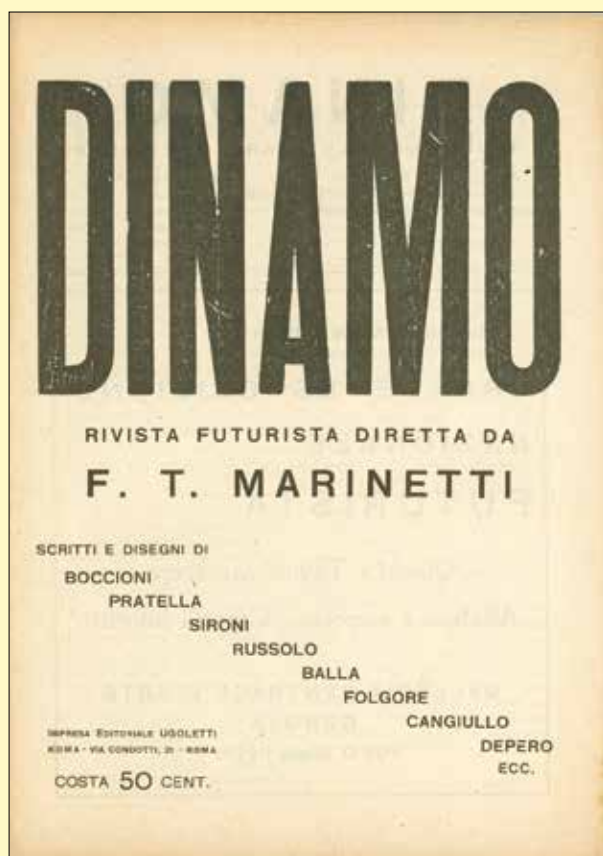 DINAMO
RIVISTA FUTURISTA DIRETTA DA
F. T. MARINETTI
SCRITTI E DISEGNI DI
BOCCIONI
PRATELLA
SIRONI
RUSSOLO
BALLA
FOLGORE
CANGIULLO
DEPERO
ECC.
IMPRESA EDITORIALE UGOLETTI
ROMA - VIA CONDOTTI, 21 - ROMA
COSTA 50 CENT.